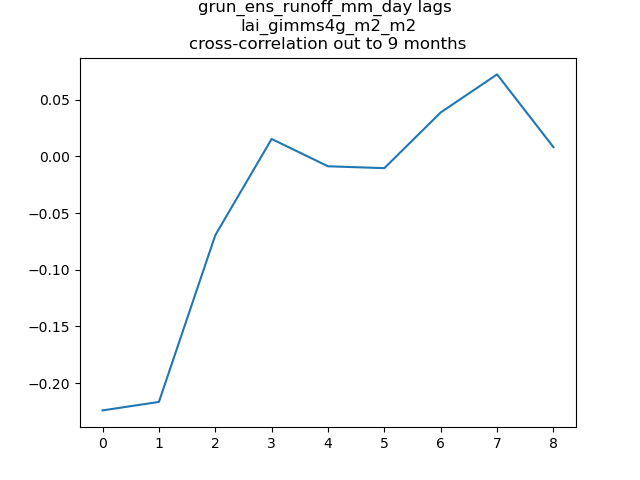 grun_ens_runoff_mm_day lags
lai_gimms4g_m2_m2
cross-correlation out to 9 months
0.05
0.00
−0.05
−0.10
−0.15
−0.20
0 1 2 3 4 5 6 7 8